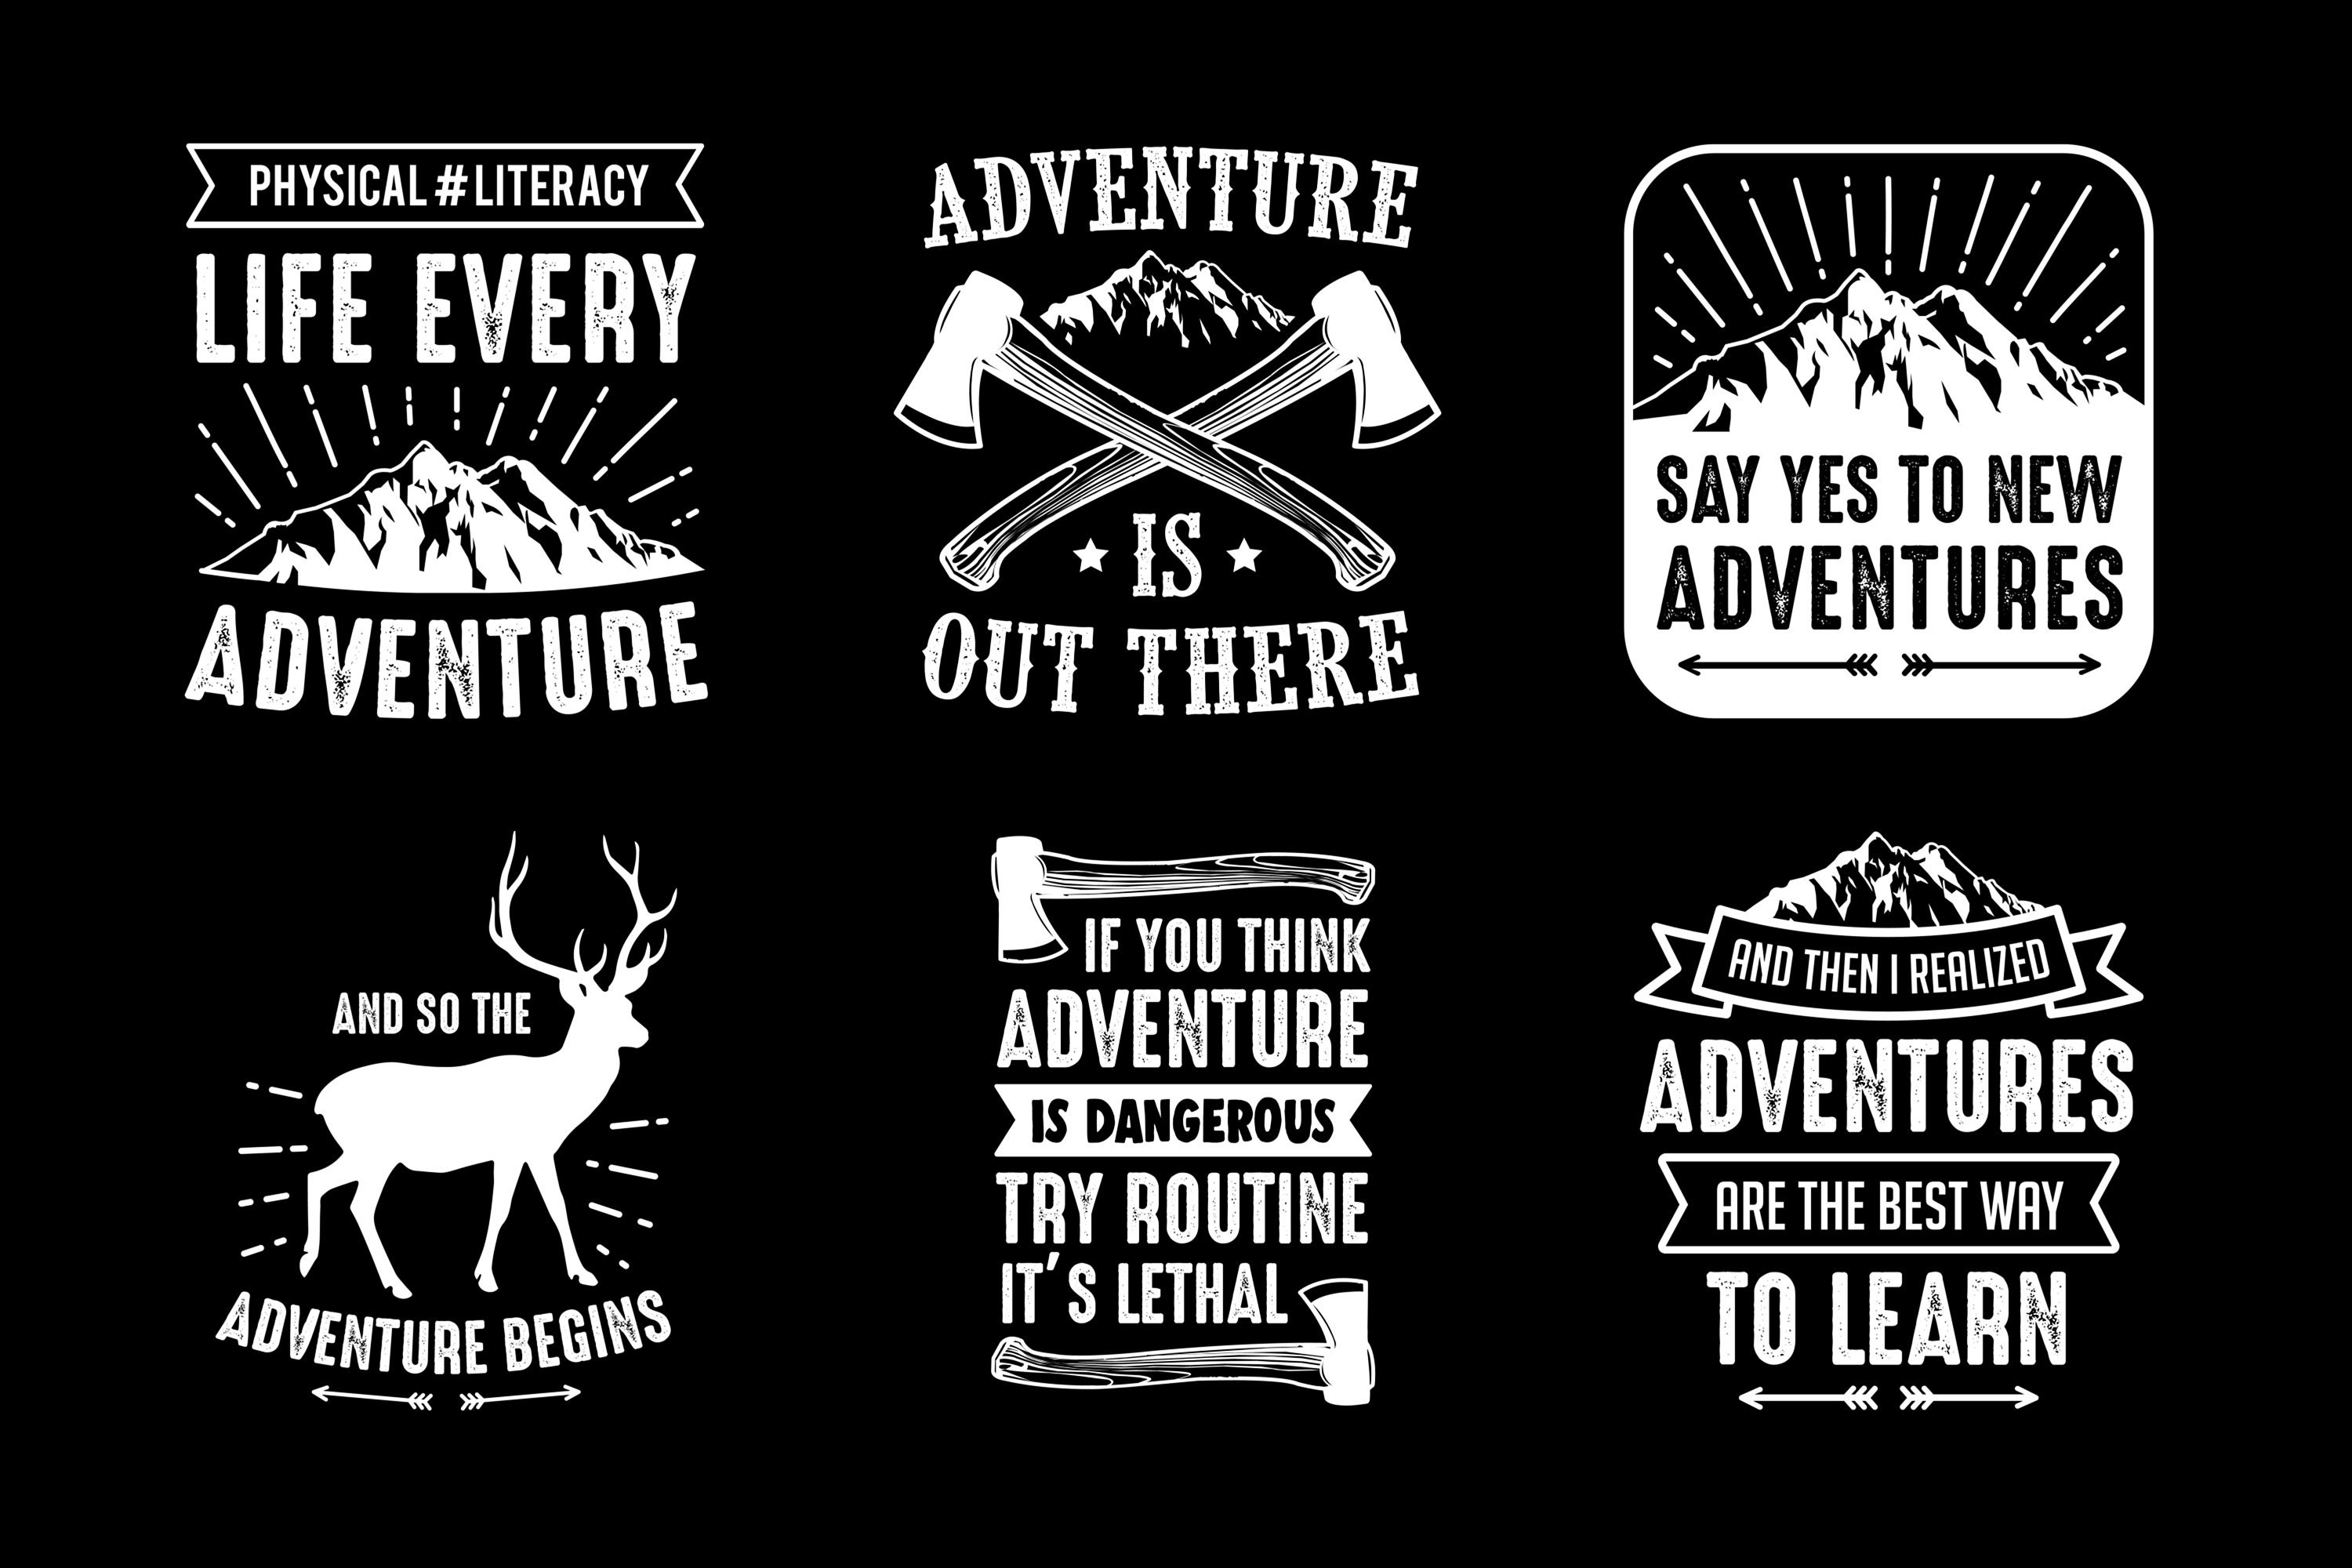 PHYSICAL#LITERACY
LIFE EVERY
ADVENTURE
ADVENTURE
IS
OUT THERE
SAY YES TO NEW
ADVENTURES
AND SO THE
ADVENTURE BEGINS
IF YOU THINK
ADVENTURE
IS DANGEROUS
TRY ROUTINE
IT'S LETHAL
AND THEN I REALIZED
ADVENTURES
ARE THE BEST WAY
TO LEARN